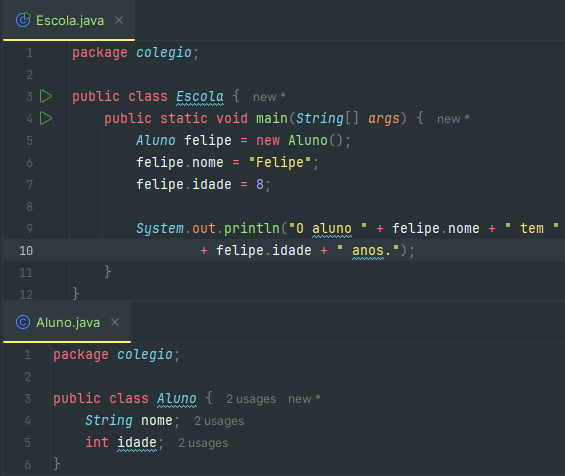 Escola.java ×
1 package colegio;
2
3 public class Escola { new *
4 public static void main(String[] args) { new *
5 Aluno felipe = new Aluno();
6 felipe.nome = "Felipe";
7 felipe.idade = 8;
8
9 System.out.println("O aluno " + felipe.nome + " tem "
10 + felipe.idade + " anos.");
11 }
12 }
Aluno.java ×
1 package colegio;
2
3 public class Aluno { 2 usages new *
4 String nome; 2 usages
5 int idade; 2 usages
6 }